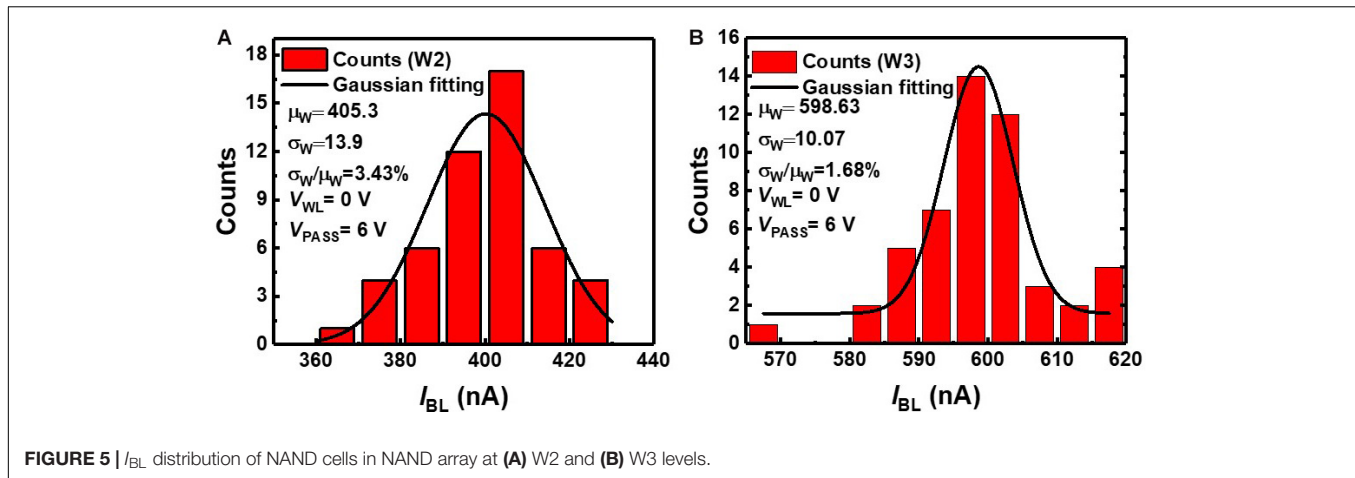 A
Counts (W2)
Gaussian fitting
μW= 405.3
σW=13.9
σW/μW=3.43%
VWL= 0 V
VPASS= 6 V
Counts
18
15
12
9
6
3
0
360 380 400 420 440
IBL (nA)
B
Counts (W3)
Gaussian fitting
μW= 598.63
σW=10.07
σW/μW=1.68%
VWL= 0 V
VPASS= 6 V
Counts
16
14
12
10
8
6
4
2
0
570 580 590 600 610 620
IBL (nA)
FIGURE 5 | IBL distribution of NAND cells in NAND array at (A) W2 and (B) W3 levels.